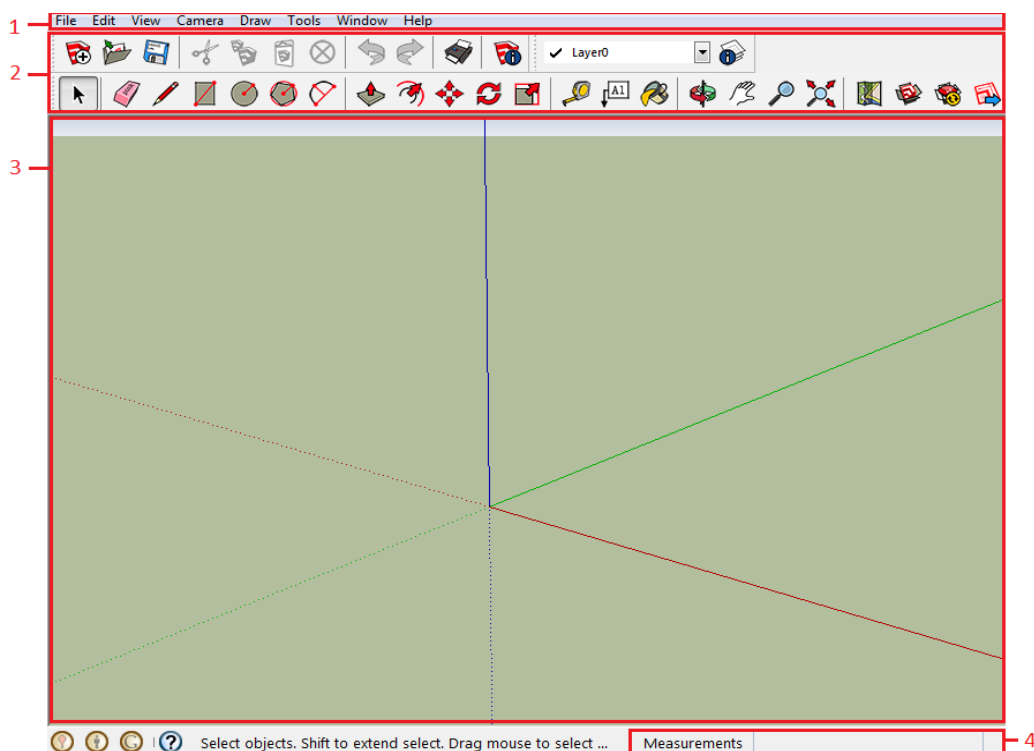 1 File Edit View Camera Draw Tools Window Help
2
Layer0
A1
3
G ? Select objects. Shift to extend select. Drag mouse to select ... Measurements 4